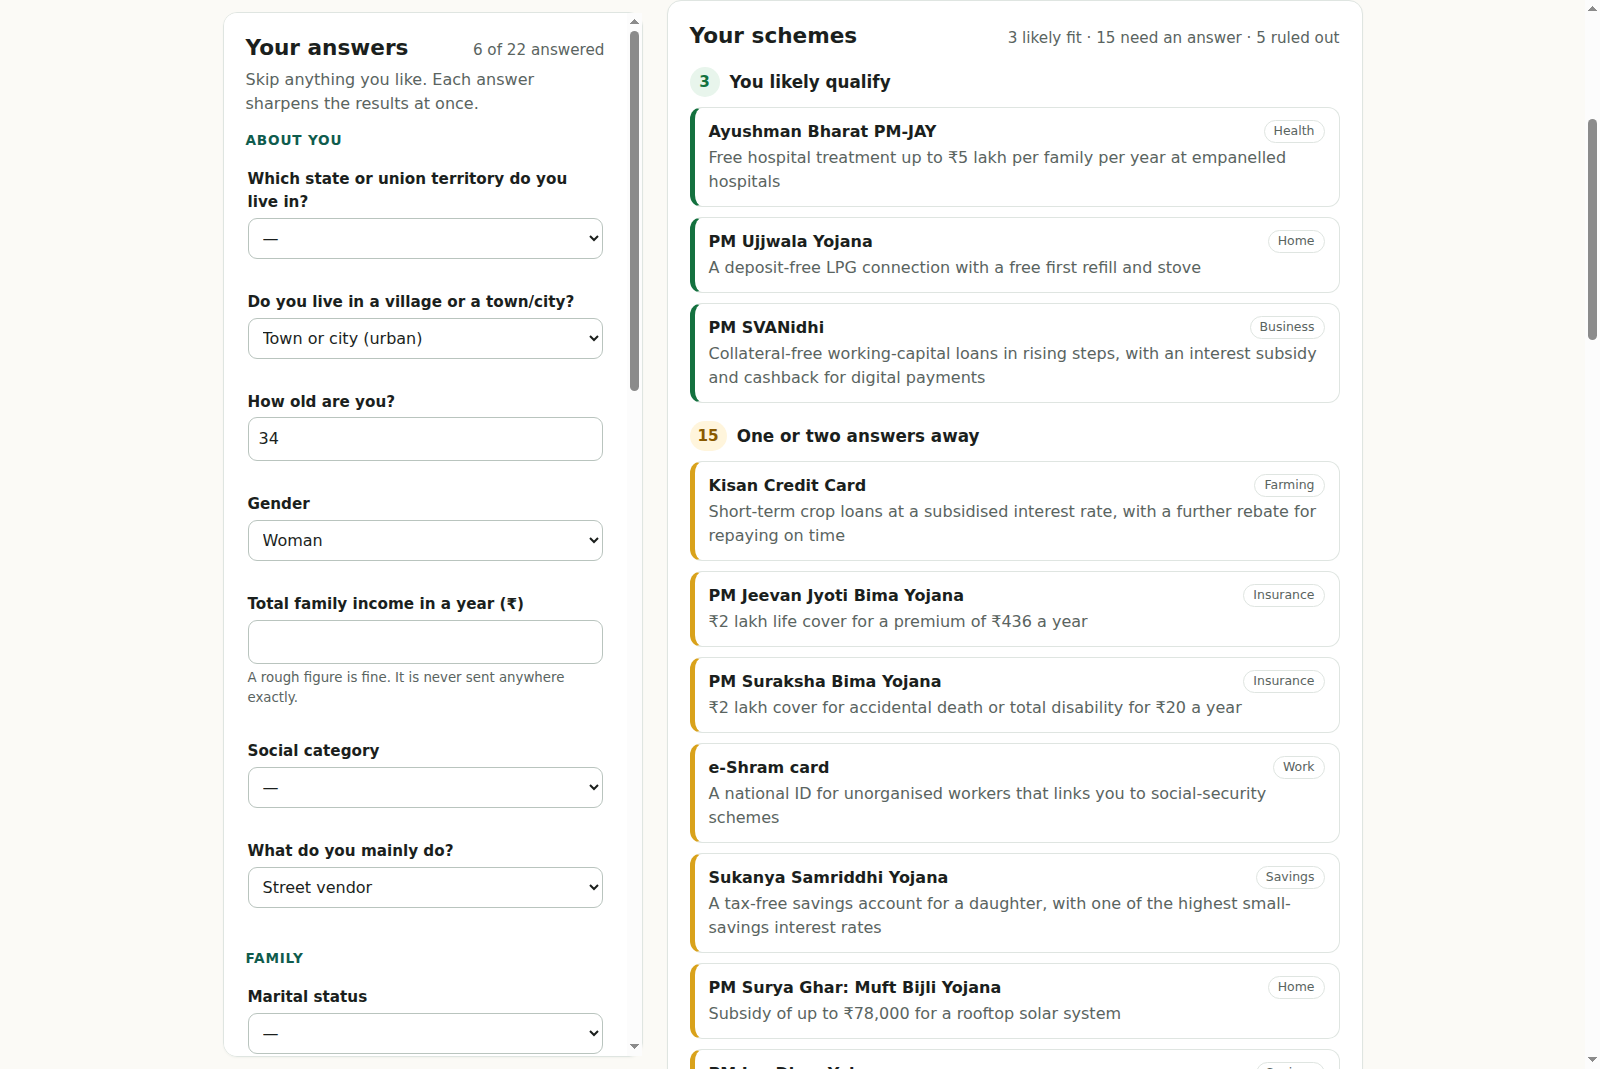 Your answers
6 of 22 answered
Skip anything you like. Each answer
sharpens the results at once.
ABOUT YOU
Which state or union territory do you
live in?
—
Do you live in a village or a town/city?
Town or city (urban)
How old are you?
34
Gender
Woman
Total family income in a year (₹)
A rough figure is fine. It is never sent anywhere
exactly.
Social category
—
What do you mainly do?
Street vendor
FAMILY
Marital status
—
Your schemes
3 likely fit · 15 need an answer · 5 ruled out
3 You likely qualify
Ayushman Bharat PM-JAY
Health
Free hospital treatment up to ₹5 lakh per family per year at empanelled
hospitals
PM Ujjwala Yojana
Home
A deposit-free LPG connection with a free first refill and stove
PM SVANidhi
Business
Collateral-free working-capital loans in rising steps, with an interest subsidy
and cashback for digital payments
15 One or two answers away
Kisan Credit Card
Farming
Short-term crop loans at a subsidised interest rate, with a further rebate for
repaying on time
PM Jeevan Jyoti Bima Yojana
Insurance
₹2 lakh life cover for a premium of ₹436 a year
PM Suraksha Bima Yojana
Insurance
₹2 lakh cover for accidental death or total disability for ₹20 a year
e-Shram card
Work
A national ID for unorganised workers that links you to social-security
schemes
Sukanya Samriddhi Yojana
Savings
A tax-free savings account for a daughter, with one of the highest small-
savings interest rates
PM Surya Ghar: Muft Bijli Yojana
Home
Subsidy of up to ₹78,000 for a rooftop solar system